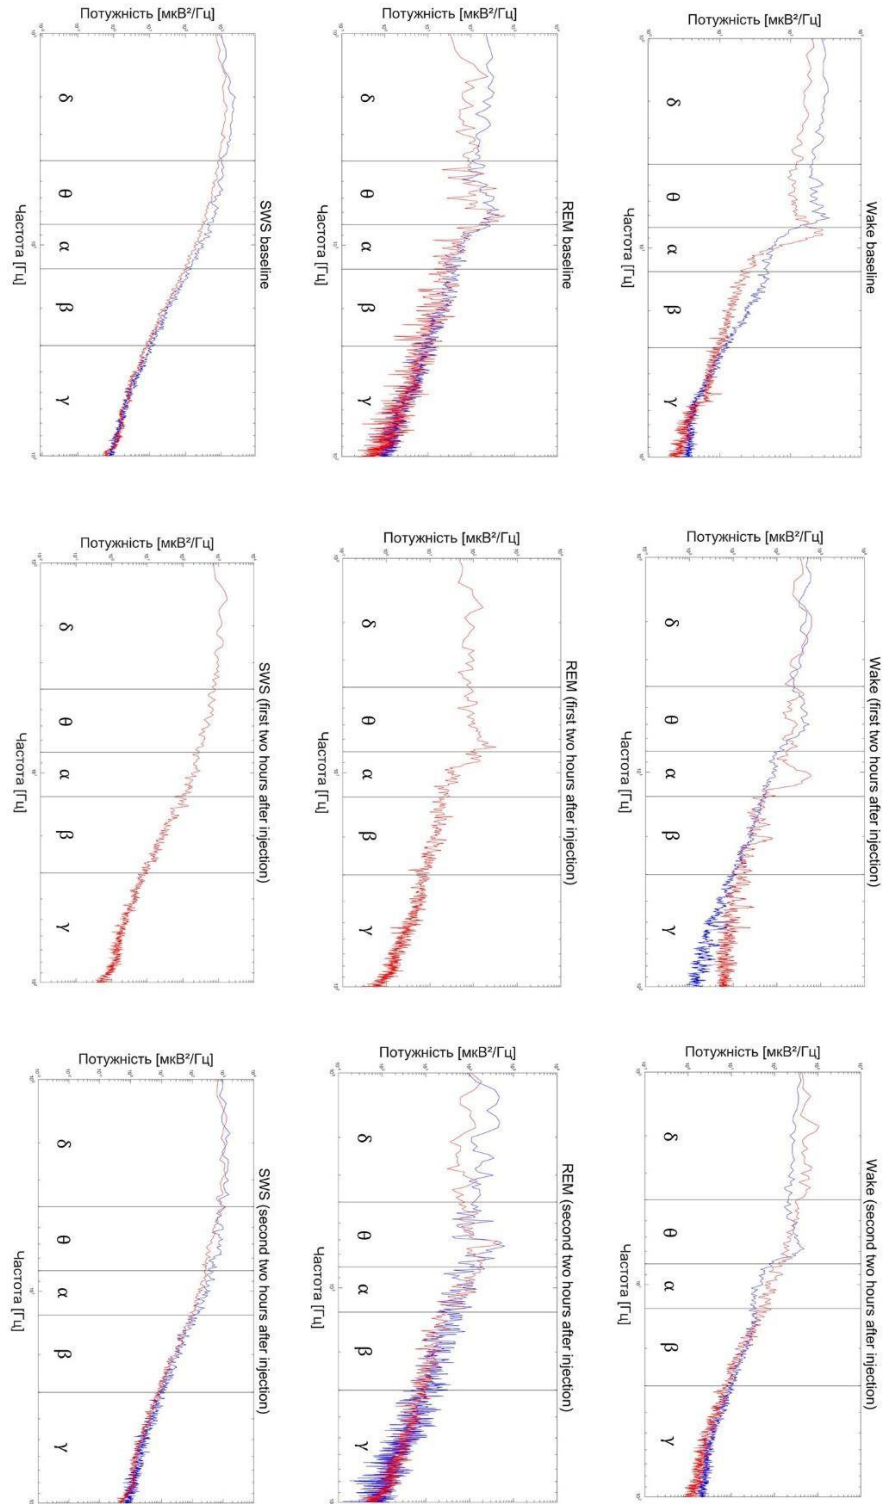 Wake baseline
Потужність [мкВ²/Гц]
δ
θ
α
β
γ
Частота [Гц]
Wake (first two hours after injection)
Потужність [мкВ²/Гц]
δ
θ
α
β
γ
Частота [Гц]
Wake (second two hours after injection)
Потужність [мкВ²/Гц]
δ
θ
α
β
γ
Частота [Гц]
REM baseline
Потужність [мкВ²/Гц]
δ
θ
α
β
γ
Частота [Гц]
REM (first two hours after injection)
Потужність [мкВ²/Гц]
δ
θ
α
β
γ
Частота [Гц]
REM (second two hours after injection)
Потужність [мкВ²/Гц]
δ
θ
α
β
γ
Частота [Гц]
SWS baseline
Потужність [мкВ²/Гц]
δ
θ
α
β
γ
Частота [Гц]
SWS (first two hours after injection)
Потужність [мкВ²/Гц]
δ
θ
α
β
γ
Частота [Гц]
SWS (second two hours after injection)
Потужність [мкВ²/Гц]
δ
θ
α
β
γ
Частота [Гц]